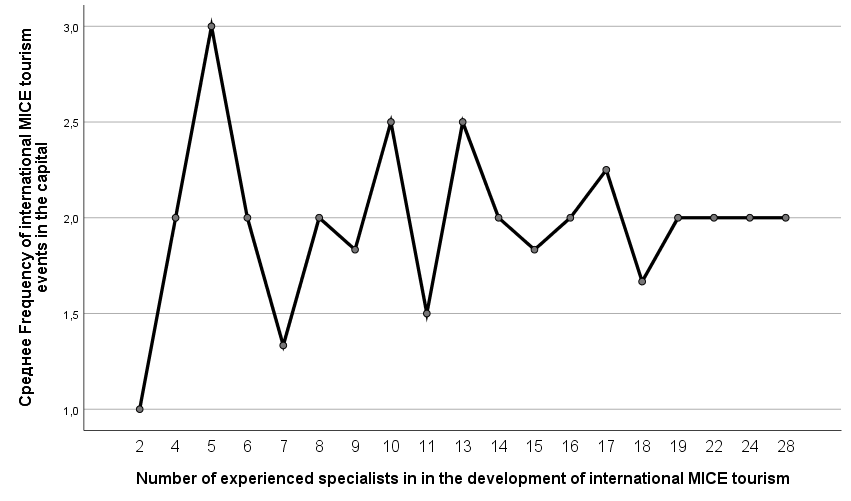 Среднее Frequency of international MICE tourism
events in the capital
3,0
2,5
2,0
1,5
1,0
2 4 5 6 7 8 9 10 11 13 14 15 16 17 18 19 22 24 28
Number of experienced specialists in in the development of international MICE tourism